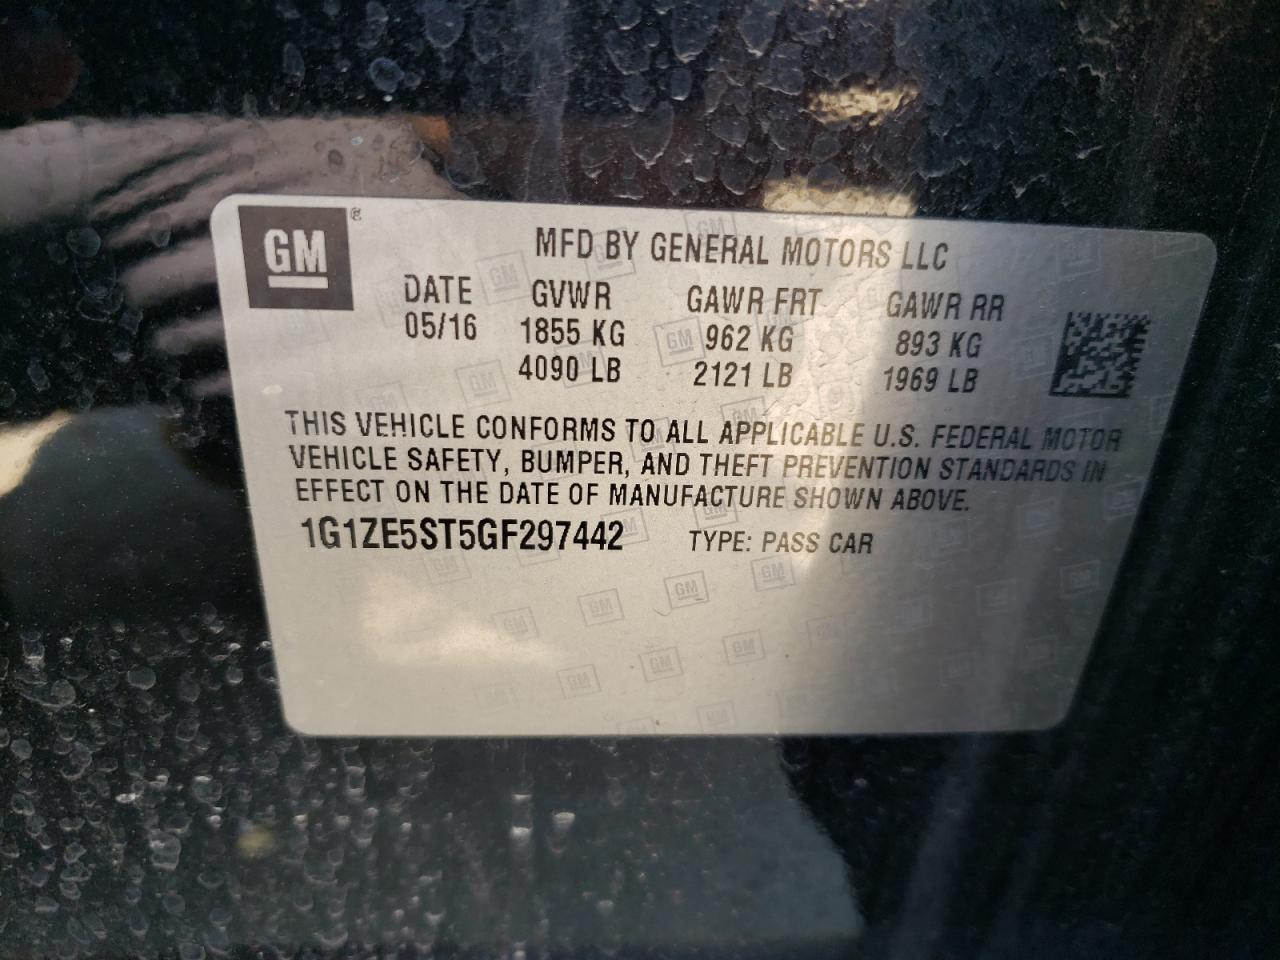 GM ®
MFD BY GENERAL MOTORS LLC
DATE GVWR GAWR FRT GAWR RR
05/16 1855 KG 962 KG 893 KG
4090 LB 2121 LB 1969 LB
THIS VEHICLE CONFORMS TO ALL APPLICABLE U.S. FEDERAL MOTOR
VEHICLE SAFETY, BUMPER, AND THEFT PREVENTION STANDARDS IN
EFFECT ON THE DATE OF MANUFACTURE SHOWN ABOVE.
1G1ZE5ST5GF297442 TYPE: PASS CAR